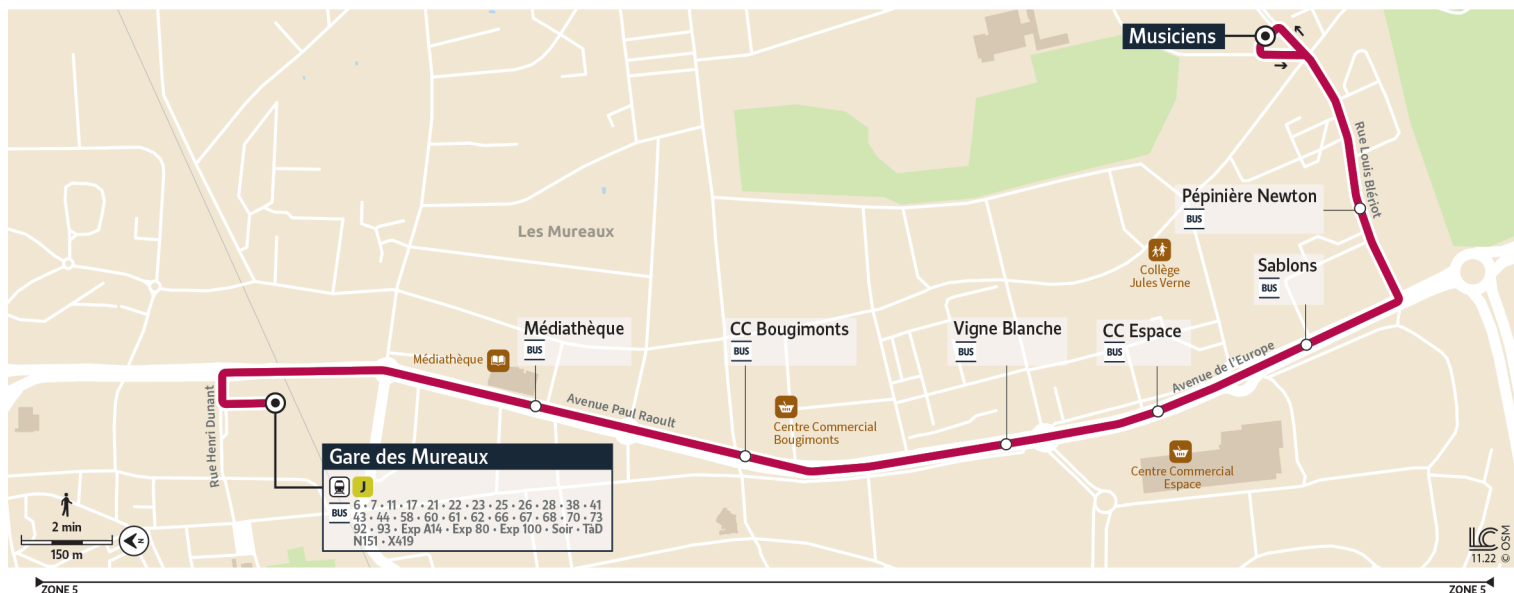 Musiciens
Rue Louis Blériot
Pépinière Newton
BUS
Les Mureaux
Collège
Jules Verne
Sablons
BUS
Médiathèque
BUS
CC Bougimonts
BUS
Vigne Blanche
BUS
CC Espace
BUS
Médiathèque
Avenue de l'Europe
Rue Henri Dunant
Avenue Paul Raoult
Centre Commercial
Bougimonts
Gare des Mureaux
J
BUS
6 • 7 • 11 • 17 • 21 • 22 • 23 • 25 • 26 • 28 • 38 • 41
43 • 44 • 58 • 60 • 61 • 62 • 66 • 67 • 68 • 70 • 73
92 • 93 • Exp A14 • Exp 80 • Exp 100 • Soir • TàD
N151 • X419
Centre Commercial
Espace
2 min
150 m
N
LC
11.22 © OSM
ZONE 5
ZONE 5